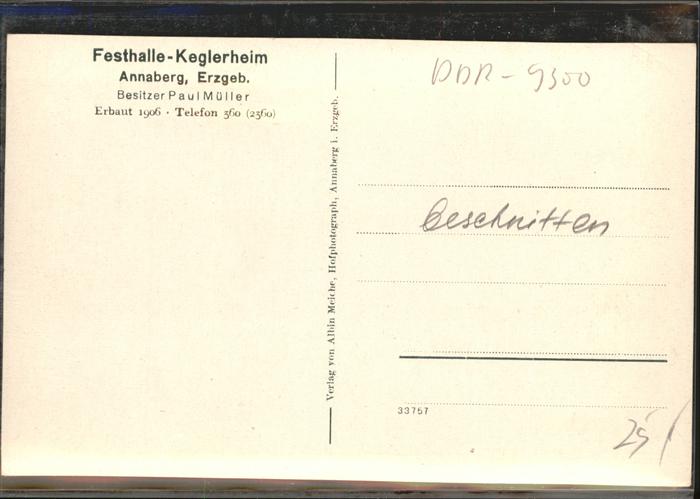 Festhalle-Keglerheim
Annaberg, Erzgeb.
Besitzer Paul Müller
Erbaut 1906 · Telefon 360 (2360)
Verlag von Albin Meiche, Hofphotograph, Annaberg i. Erzgeb.
DDR - 9300
beschnitten
33757
25